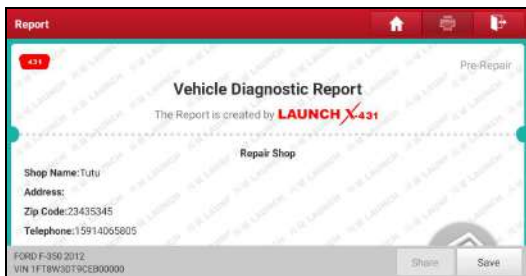 Report
431
Pre-Repair
Vehicle Diagnostic Report
The Report is created by LAUNCH X-431
Repair Shop
Shop Name:Tutu
Address:
Zip Code:23435345
Telephone:15914065805
FORD F-350 2012
VIN 1FT8W3DT9CEB00000
Share
Save